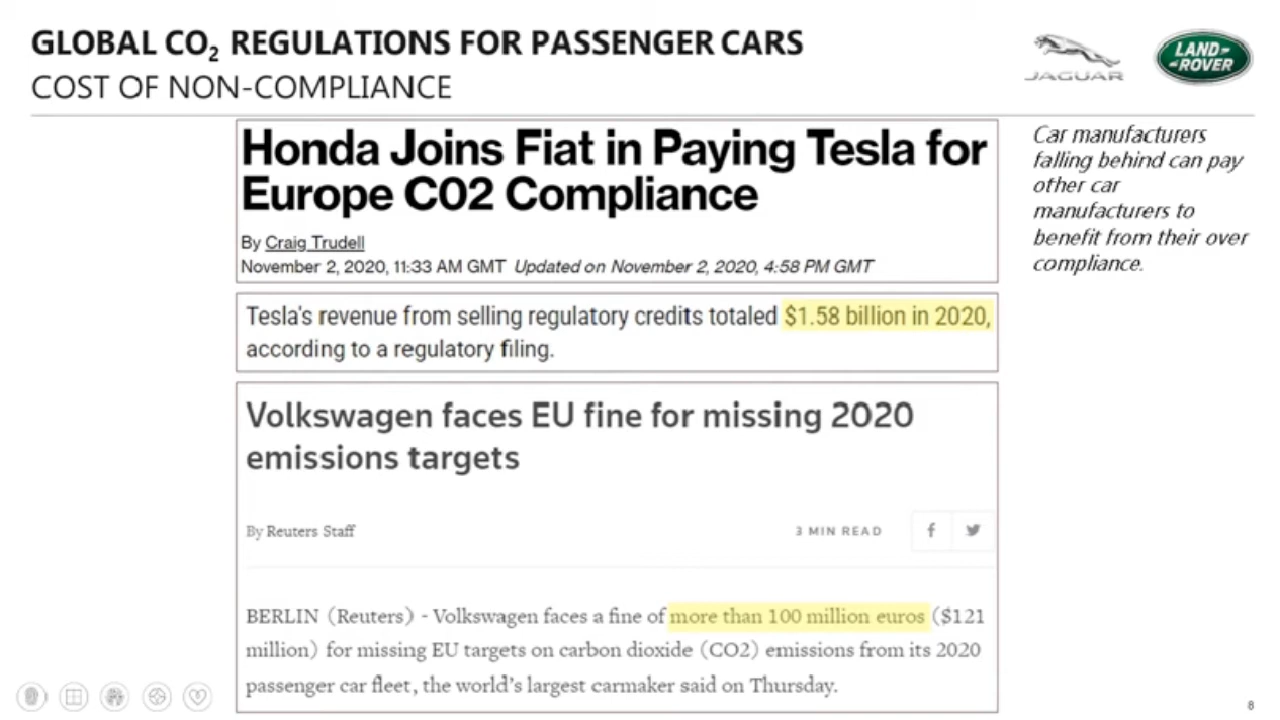 GLOBAL CO₂ REGULATIONS FOR PASSENGER CARS
COST OF NON-COMPLIANCE
JAGUAR
LAND-
-ROVER
Honda Joins Fiat in Paying Tesla for
Europe C02 Compliance
By Craig Trudell
November 2, 2020, 11:33 AM GMT Updated on November 2, 2020, 4:58 PM GMT
Tesla's revenue from selling regulatory credits totaled $1.58 billion in 2020,
according to a regulatory filing.
Volkswagen faces EU fine for missing 2020
emissions targets
By Reuters Staff
3 MIN READ
f
BERLIN (Reuters) - Volkswagen faces a fine of more than 100 million euros ($121
million) for missing EU targets on carbon dioxide (CO2) emissions from its 2020
passenger car fleet, the world's largest carmaker said on Thursday.
Car manufacturers
falling behind can pay
other car
manufacturers to
benefit from their over
compliance.
8